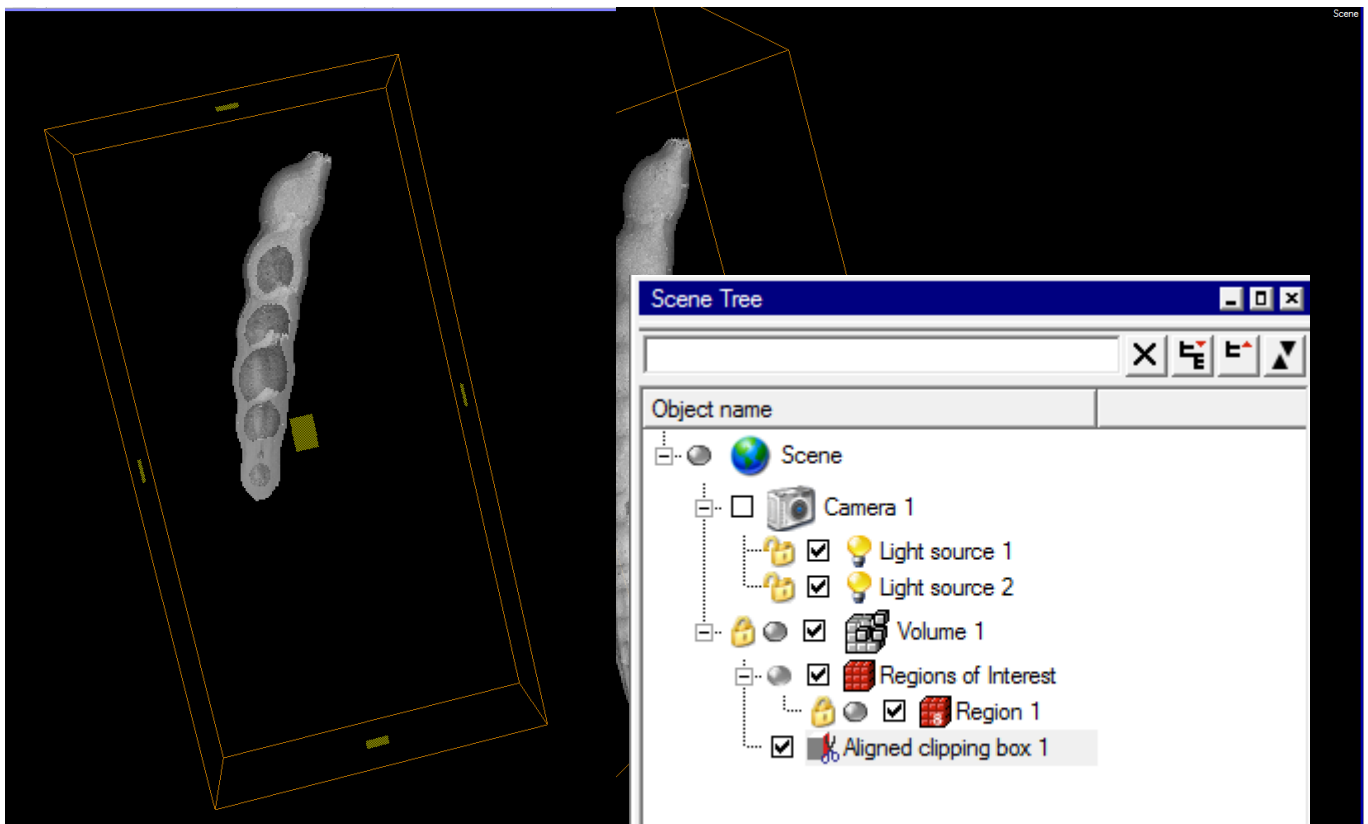 Scene
Scene Tree
Object name
Scene
Camera 1
Light source 1
Light source 2
Volume 1
Regions of Interest
Region 1
Aligned clipping box 1